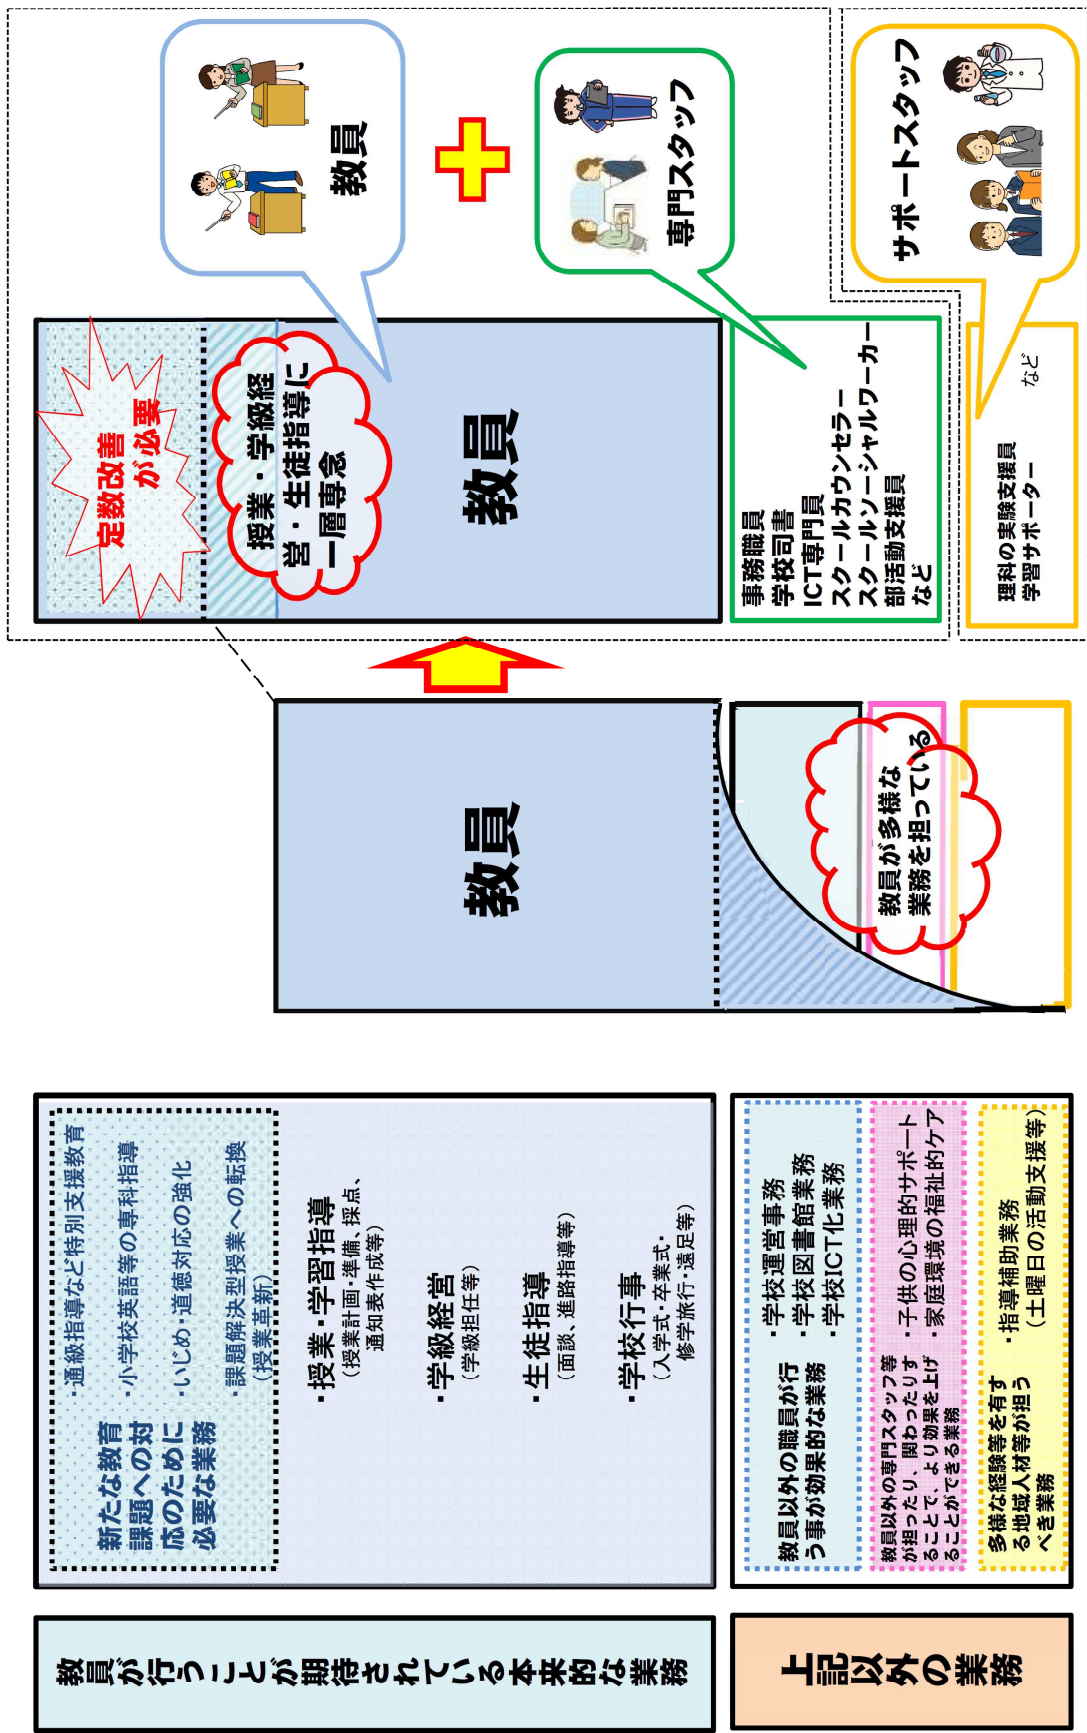 教員が行うことが期待されている本来的な業務
新たな教育
課題への対
応のために
必要な業務
・通級指導など特別支援教育
・小学校英語等の専科指導
・いじめ・道徳対応の強化
・課題解決型授業への転換
（授業革新）
・授業・学習指導
（授業計画・準備、採点、
通知表作成等）
・学級経営
（学級担任等）
・生徒指導
（面談、進路指導等）
・学校行事
（入学式・卒業式・
修学旅行・遠足等）
上記以外の業務
教員以外の職員が行
う事が効果的な業務
・学校運営事務
・学校図書館業務
・学校ICT化業務
教員以外の専門スタッフ等
が担ったり、関わったりす
ることで、より効果を上げ
ることができる業務
・子供の心理的サポート
・家庭環境の福祉的ケア
多様な経験等を有す
る地域人材等が担う
べき業務
・指導補助業務
（土曜日の活動支援等）
教員
教員が多様な
業務を担っている
定数改善
が必要
授業・学級経
営・生徒指導に
一層専念
教員
事務職員
学校司書
ICT専門員
スクールカウンセラー
スクールソーシャルワーカー
部活動支援員
など
理科の実験支援員
学習サポーター
など
教員
専門スタッフ
サポートスタッフ